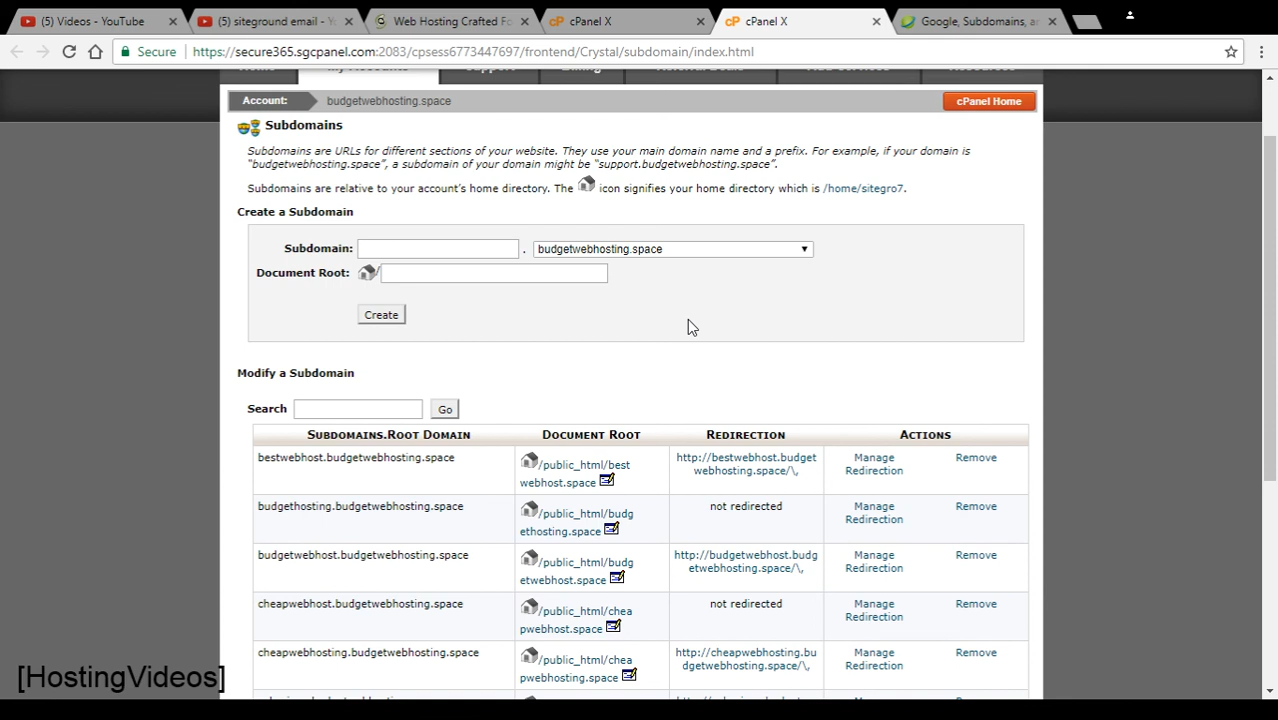 (5) Videos - YouTube
(5) siteground email -
Web Hosting Crafted Fo
cPanel X
cPanel X
Google, Subdomains, a
Secure https://secure365.sgcpanel.com:2083/cpsess6773447697/frontend/Crystal/subdomain/index.html
Account: budgetwebhosting.space cPanel Home
Subdomains
Subdomains are URLs for different sections of your website. They use your main domain name and a prefix. For example, if your domain is
“budgetwebhosting.space”, a subdomain of your domain might be “support.budgetwebhosting.space”.
Subdomains are relative to your account’s home directory. The icon signifies your home directory which is /home/sitegro7.
Create a Subdomain
Subdomain: . budgetwebhosting.space
Document Root: /
Create
Modify a Subdomain
Search Go
SUBDOMAINS.ROOT DOMAIN DOCUMENT ROOT REDIRECTION ACTIONS
bestwebhost.budgetwebhosting.space
/public_html/best
webhost.space
http://bestwebhost.budget
webhosting.space/\,
Manage
Redirection
Remove
budgethosting.budgetwebhosting.space
/public_html/budg
ethosting.space
not redirected
Manage
Redirection
Remove
budgetwebhost.budgetwebhosting.space
/public_html/budg
etwebhost.space
http://budgetwebhost.budg
etwebhosting.space/\,
Manage
Redirection
Remove
cheapwebhost.budgetwebhosting.space
/public_html/chea
pwebhost.space
not redirected
Manage
Redirection
Remove
cheapwebhosting.budgetwebhosting.space
/public_html/chea
pwebhosting.space
http://cheapwebhosting.bu
dgetwebhosting.space/\,
Manage
Redirection
Remove
[HostingVideos]